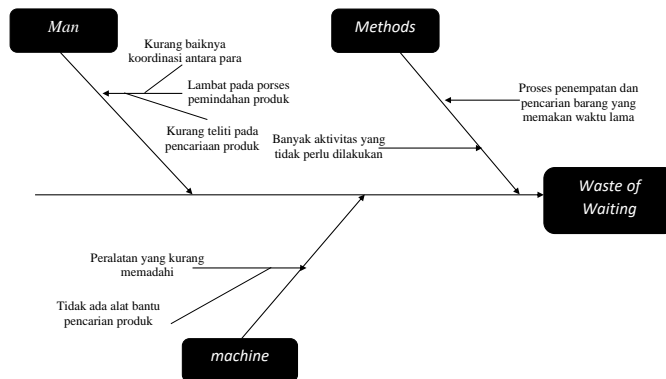 Man
Methods
Kurang baiknya
koordinasi antara para
Lambat pada porses
pemindahan produk
Kurang teliti pada
pencariaan produk
Proses penempatan dan
pencarian barang yang
memakan waktu lama
Banyak aktivitas yang
tidak perlu dilakukan
Waste of
Waiting
Peralatan yang kurang
memadahi
Tidak ada alat bantu
pencarian produk
machine